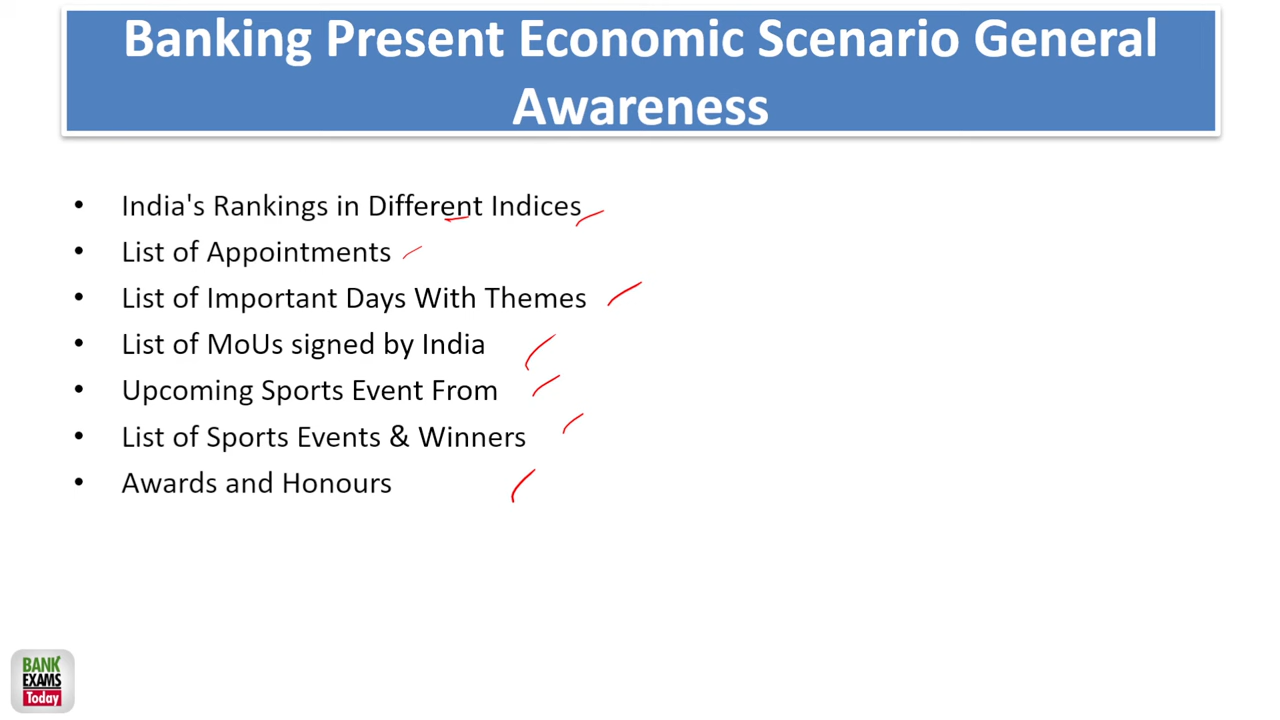 Banking Present Economic Scenario General
Awareness
• India's Rankings in Different Indices
• List of Appointments
• List of Important Days With Themes
• List of MoUs signed by India
• Upcoming Sports Event From
• List of Sports Events & Winners
• Awards and Honours
BANK
EXAMS
Today